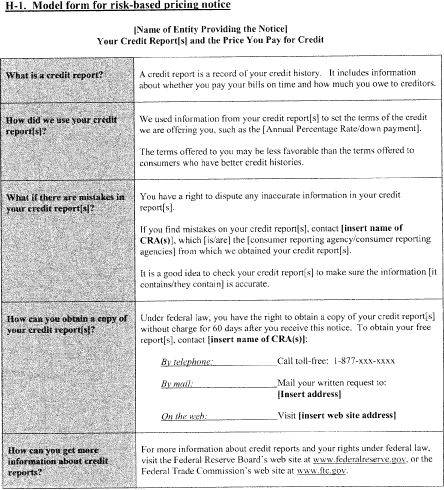 H-1. Model form for risk-based pricing notice
[Name of Entity Providing the Notice]
Your Credit Report[s] and the Price You Pay for Credit
What is a credit report?
A credit report is a record of your credit history. It includes information
about whether you pay your bills on time and how much you owe to creditors.
How did we use your credit
report[s]?
We used information from your credit report[s] to set the terms of the credit
we are offering you, such as the [Annual Percentage Rate/down payment].
The terms offered to you may be less favorable than the terms offered to
consumers who have better credit histories.
What if there are mistakes in
your credit report[s]?
You have a right to dispute any inaccurate information in your credit
report[s].
If you find mistakes on your credit report[s], contact [insert name of
CRA(s)], which [is/are] the [consumer reporting agency/consumer reporting
agencies] from which we obtained your credit report[s].
It is a good idea to check your credit report[s] to make sure the information [it
contains/they contain] is accurate.
How can you obtain a copy of
your credit report[s]?
Under federal law, you have the right to obtain a copy of your credit report[s]
without charge for 60 days after you receive this notice. To obtain your free
report[s], contact [insert name of CRA(s)]:
By telephone: Call toll-free: 1-877-xxx-xxxx
By mail: Mail your written request to:
[Insert address]
On the web: Visit [insert web site address]
How can you get more
information about credit
reports?
For more information about credit reports and your rights under federal law,
visit the Federal Reserve Board's web site at www.federalreserve.gov, or the
Federal Trade Commission's web site at www.ftc.gov.